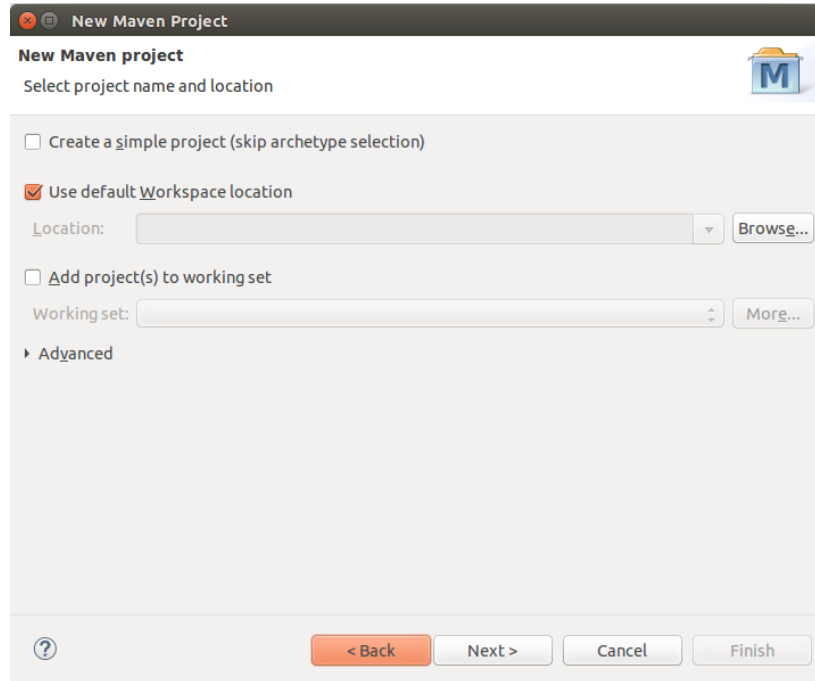 New Maven Project
New Maven project
Select project name and location
M
Create a simple project (skip archetype selection)
Use default Workspace location
Location:
Browse...
Add project(s) to working set
Working set:
More...
Advanced
?
< Back
Next >
Cancel
Finish